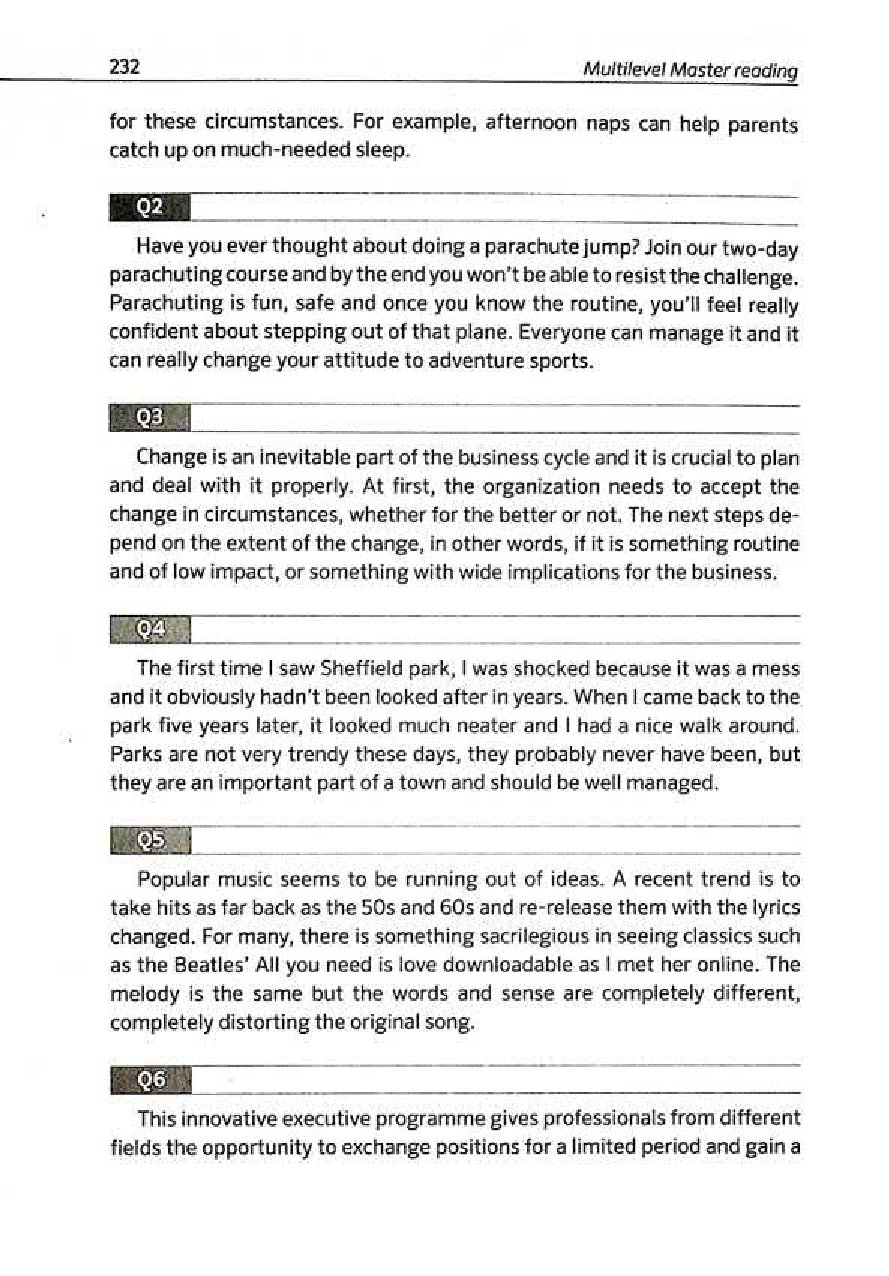 232
Multilevel Master reading
for these circumstances. For example, afternoon naps can help parents
catch up on much-needed sleep.
Q2
Have you ever thought about doing a parachute jump? Join our two-day
parachuting course and by the end you won't be able to resist the challenge.
Parachuting is fun, safe and once you know the routine, you'll feel really
confident about stepping out of that plane. Everyone can manage it and it
can really change your attitude to adventure sports.
Q3
Change is an inevitable part of the business cycle and it is crucial to plan
and deal with it properly. At first, the organization needs to accept the
change in circumstances, whether for the better or not. The next steps de-
pend on the extent of the change, in other words, if it is something routine
and of low impact, or something with wide implications for the business.
Q4
The first time I saw Sheffield park, I was shocked because it was a mess
and it obviously hadn't been looked after in years. When I came back to the
park five years later, it looked much neater and I had a nice walk around.
Parks are not very trendy these days, they probably never have been, but
they are an important part of a town and should be well managed.
Q5
Popular music seems to be running out of ideas. A recent trend is to
take hits as far back as the 50s and 60s and re-release them with the lyrics
changed. For many, there is something sacrilegious in seeing classics such
as the Beatles' All you need is love downloadable as I met her online. The
melody is the same but the words and sense are completely different,
completely distorting the original song.
Q6
This innovative executive programme gives professionals from different
fields the opportunity to exchange positions for a limited period and gain a